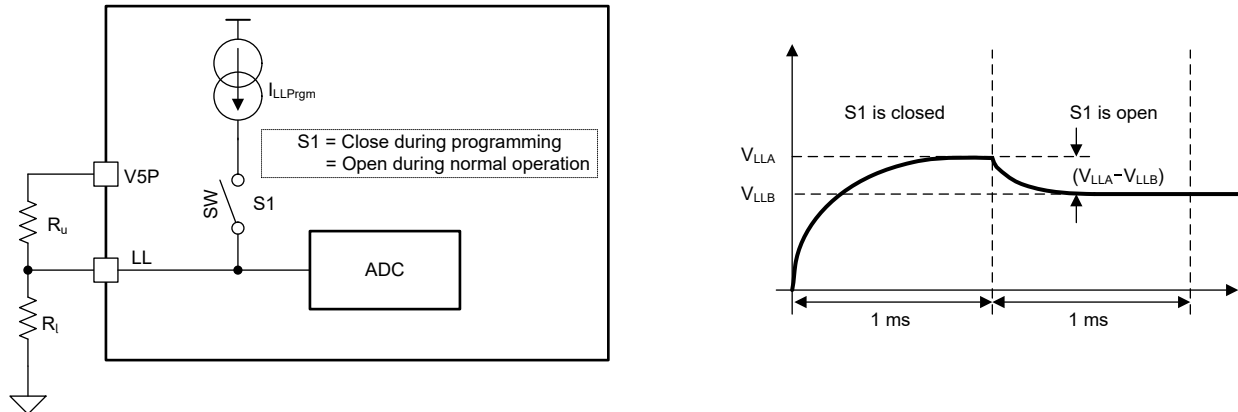 I_LLPrgm
S1 = Close during programming
= Open during normal operation
V5P
SW
S1
R_u
LL
ADC
R_l
S1 is closed
S1 is open
V_LLA
(V_LLA−V_LLB)
V_LLB
1 ms
1 ms